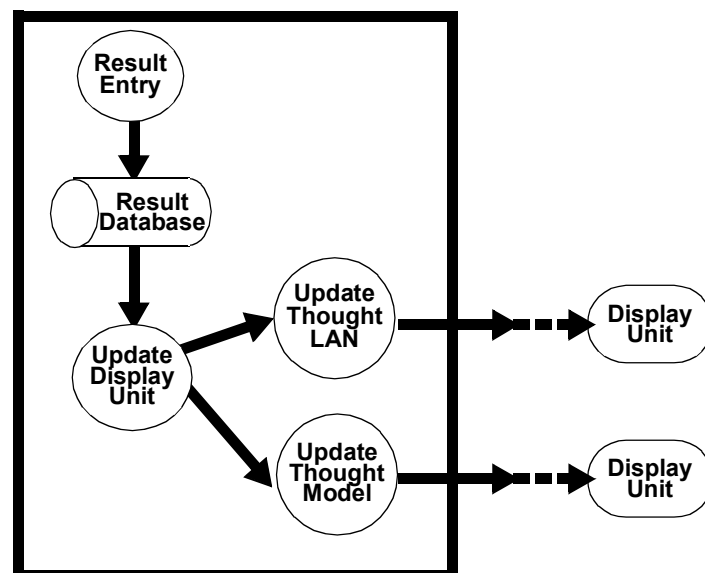 Result
Entry
Result
Database
Update
Display
Unit
Update
Thought
LAN
Display
Unit
Update
Thought
Model
Display
Unit